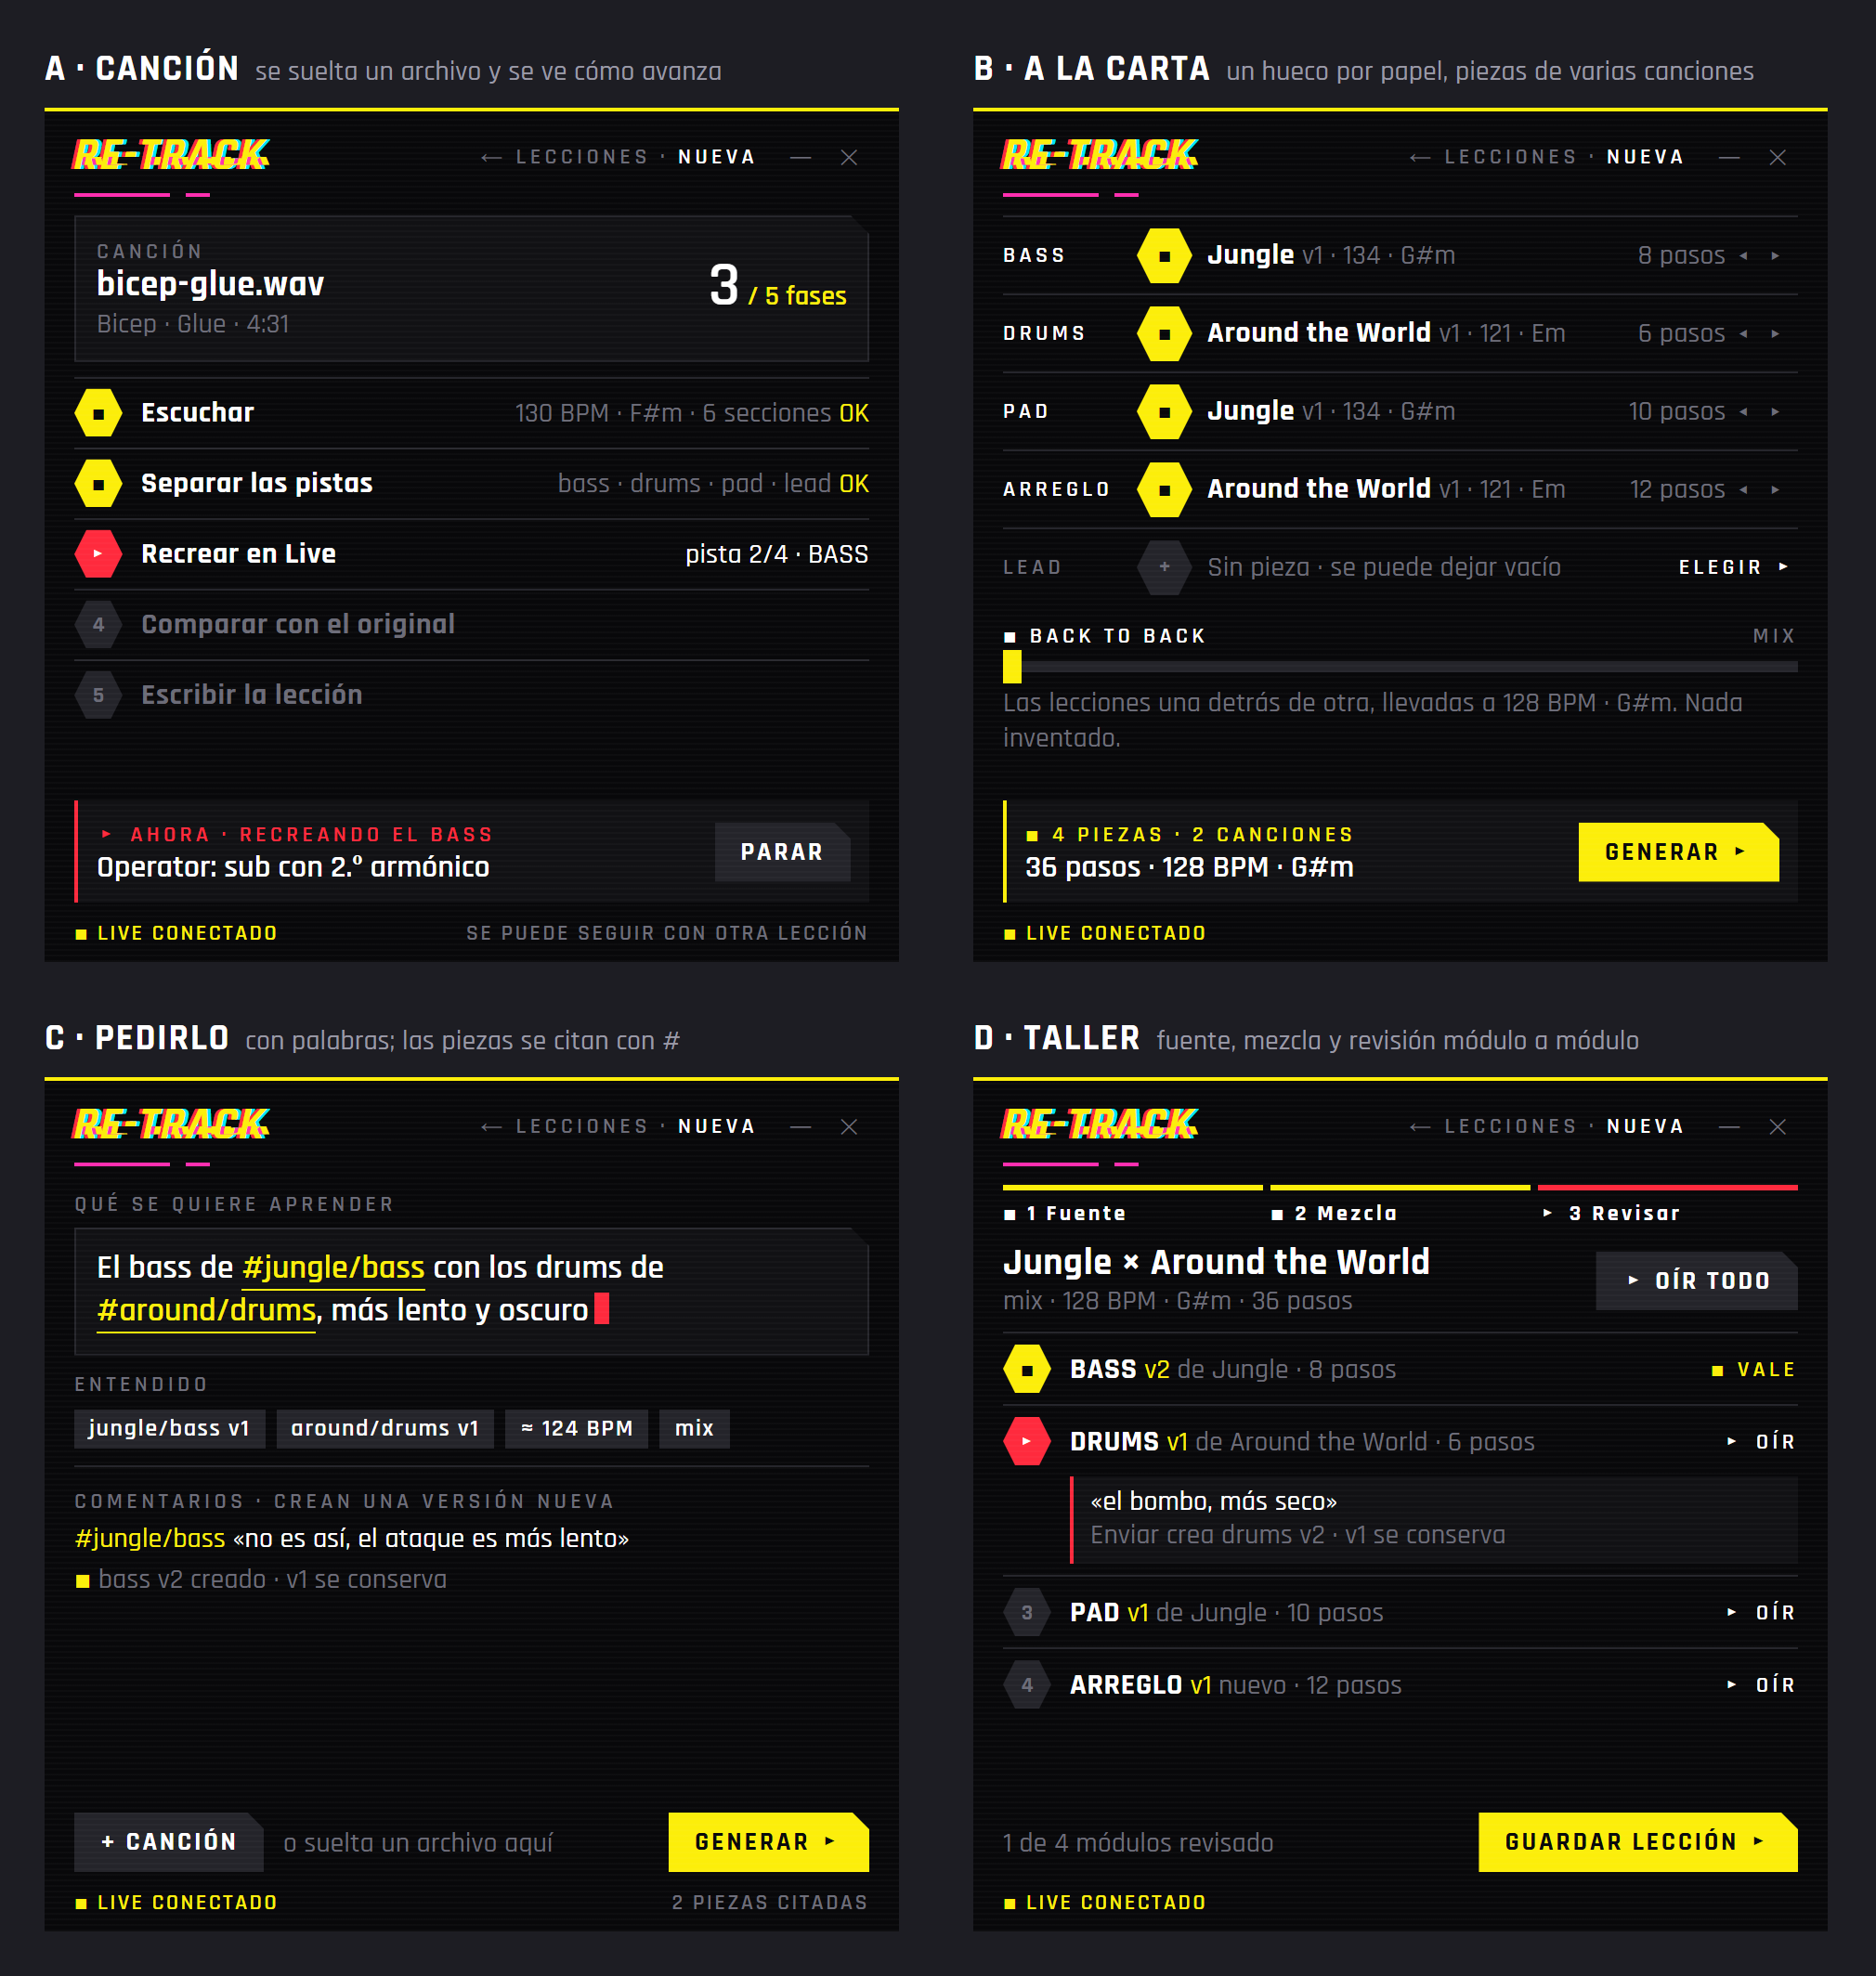 A · CANCIÓN se suelta un archivo y se ve cómo avanza
RE-TRACK
← LECCIONES · NUEVA — ×
CANCIÓN
bicep-glue.wav
3 / 5 fases
Bicep · Glue · 4:31
■ Escuchar 130 BPM · F#m · 6 secciones OK
■ Separar las pistas bass · drums · pad · lead OK
▸ Recrear en Live pista 2/4 · BASS
4 Comparar con el original
5 Escribir la lección
▸ AHORA · RECREANDO EL BASS
Operator: sub con 2.º armónico
PARAR
■ LIVE CONECTADO SE PUEDE SEGUIR CON OTRA LECCIÓN
B · A LA CARTA un hueco por papel, piezas de varias canciones
RE-TRACK
← LECCIONES · NUEVA — ×
BASS ■ Jungle v1 · 134 · G#m 8 pasos ◂ ▸
DRUMS ■ Around the World v1 · 121 · Em 6 pasos ◂ ▸
PAD ■ Jungle v1 · 134 · G#m 10 pasos ◂ ▸
ARREGLO ■ Around the World v1 · 121 · Em 12 pasos ◂ ▸
LEAD + Sin pieza · se puede dejar vacío ELEGIR ▸
■ BACK TO BACK MIX
Las lecciones una detrás de otra, llevadas a 128 BPM · G#m. Nada
inventado.
■ 4 PIEZAS · 2 CANCIONES
36 pasos · 128 BPM · G#m
GENERAR ▸
■ LIVE CONECTADO
C · PEDIRLO con palabras; las piezas se citan con #
RE-TRACK
← LECCIONES · NUEVA — ×
QUÉ SE QUIERE APRENDER
El bass de #jungle/bass con los drums de
#around/drums, más lento y oscuro
ENTENDIDO
jungle/bass v1 around/drums v1 ≈ 124 BPM mix
COMENTARIOS · CREAN UNA VERSIÓN NUEVA
#jungle/bass «no es así, el ataque es más lento»
■ bass v2 creado · v1 se conserva
+ CANCIÓN o suelta un archivo aquí GENERAR ▸
■ LIVE CONECTADO 2 PIEZAS CITADAS
D · TALLER fuente, mezcla y revisión módulo a módulo
RE-TRACK
← LECCIONES · NUEVA — ×
■ 1 Fuente ■ 2 Mezcla ▸ 3 Revisar
Jungle × Around the World
mix · 128 BPM · G#m · 36 pasos
▸ OÍR TODO
■ BASS v2 de Jungle · 8 pasos ■ VALE
▸ DRUMS v1 de Around the World · 6 pasos ▸ OÍR
«el bombo, más seco»
Enviar crea drums v2 · v1 se conserva
3 PAD v1 de Jungle · 10 pasos ▸ OÍR
4 ARREGLO v1 nuevo · 12 pasos ▸ OÍR
1 de 4 módulos revisado GUARDAR LECCIÓN ▸
■ LIVE CONECTADO